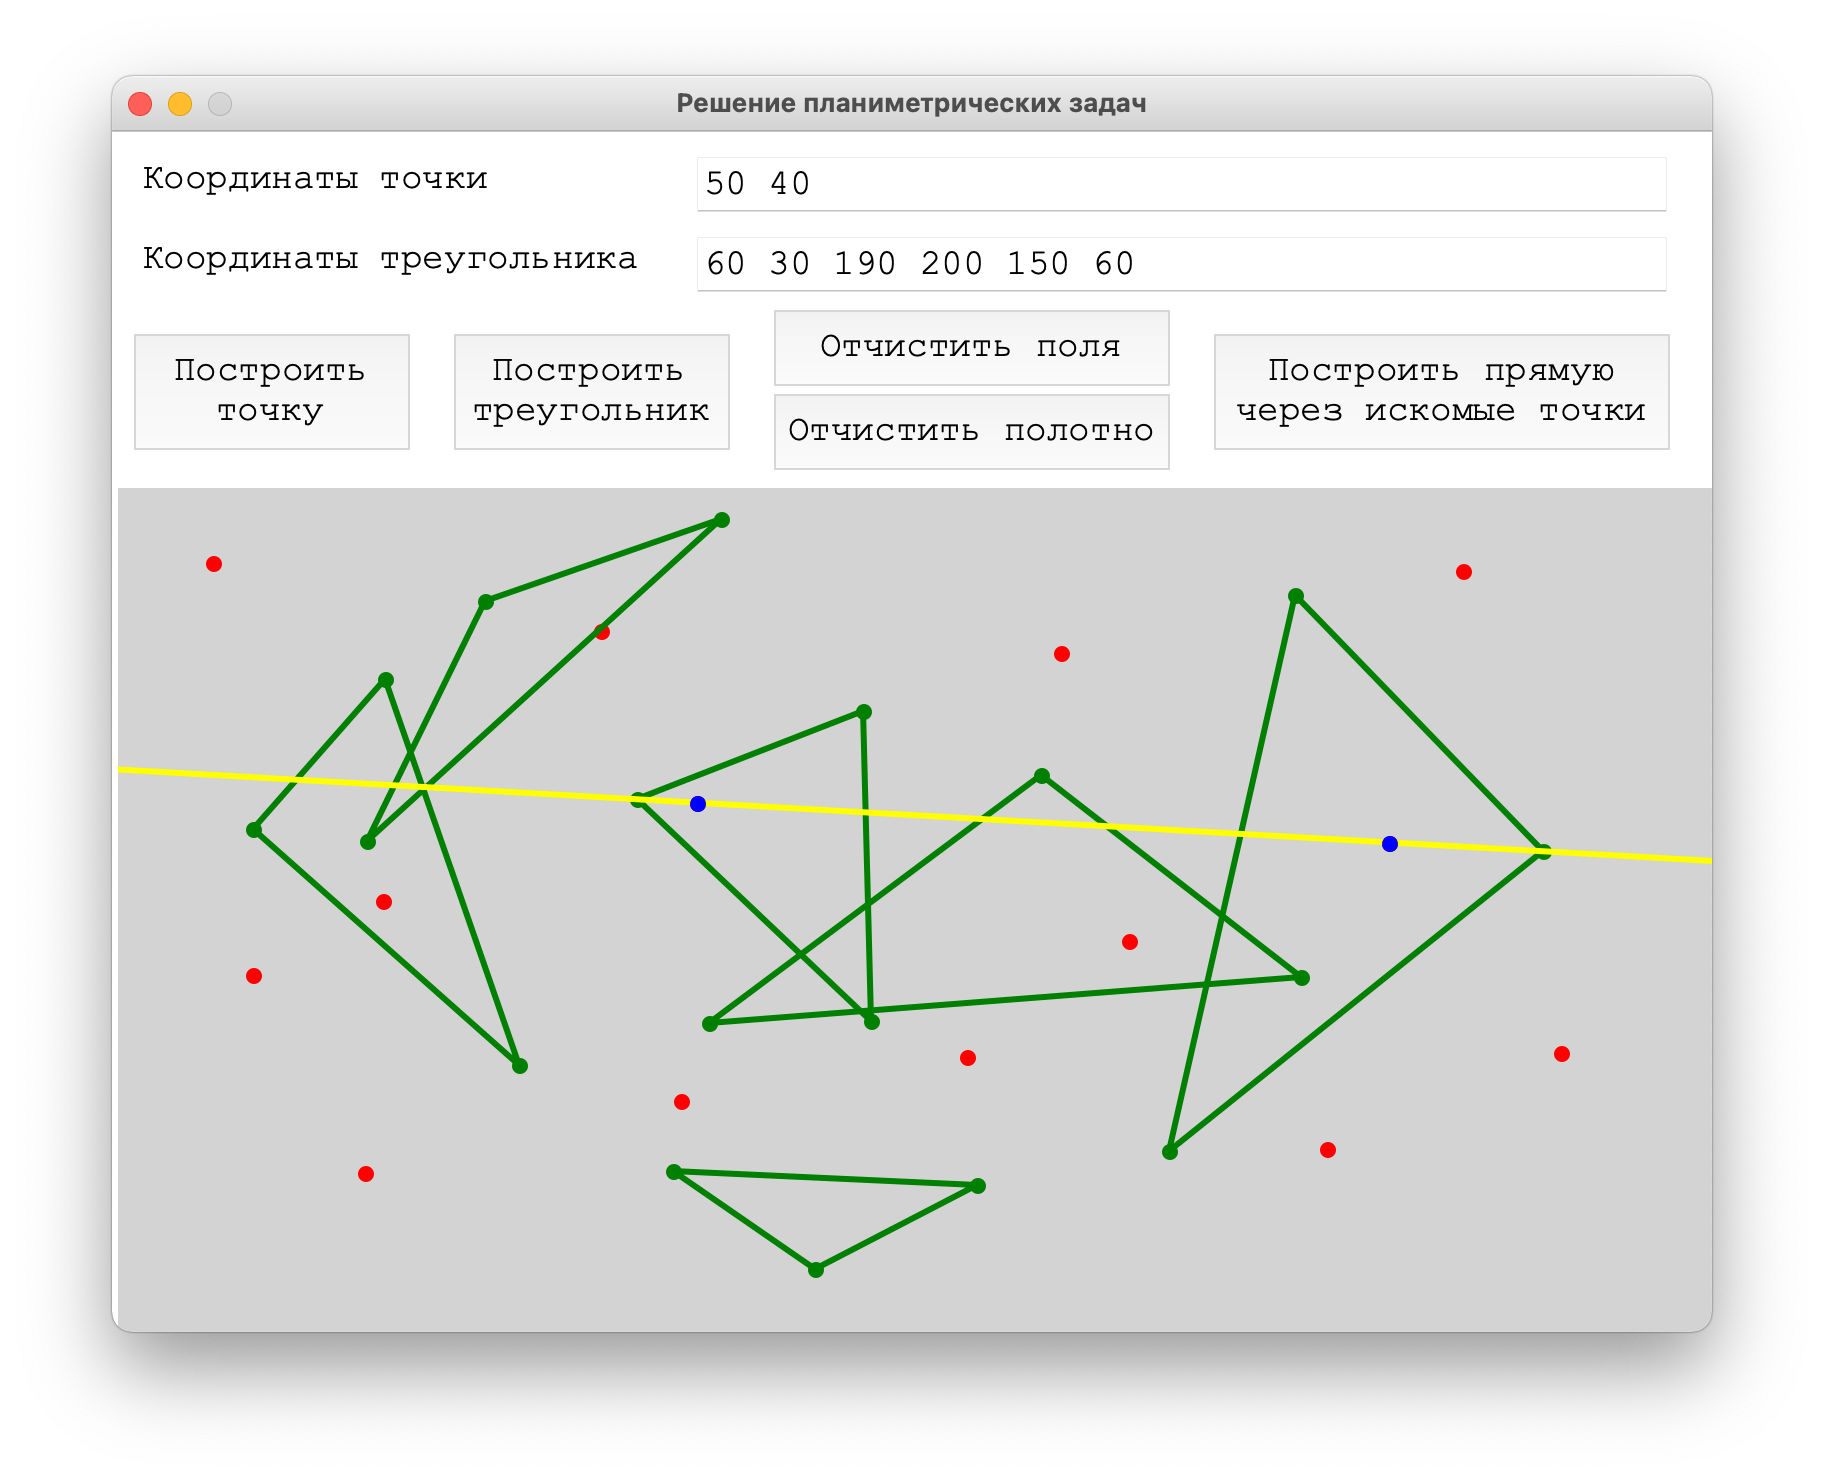 Решение планиметрических задач
Координаты точки
50 40
Координаты треугольника
60 30 190 200 150 60
Построить
точку
Построить
треугольник
Отчистить поля
Отчистить полотно
Построить прямую
через искомые точки